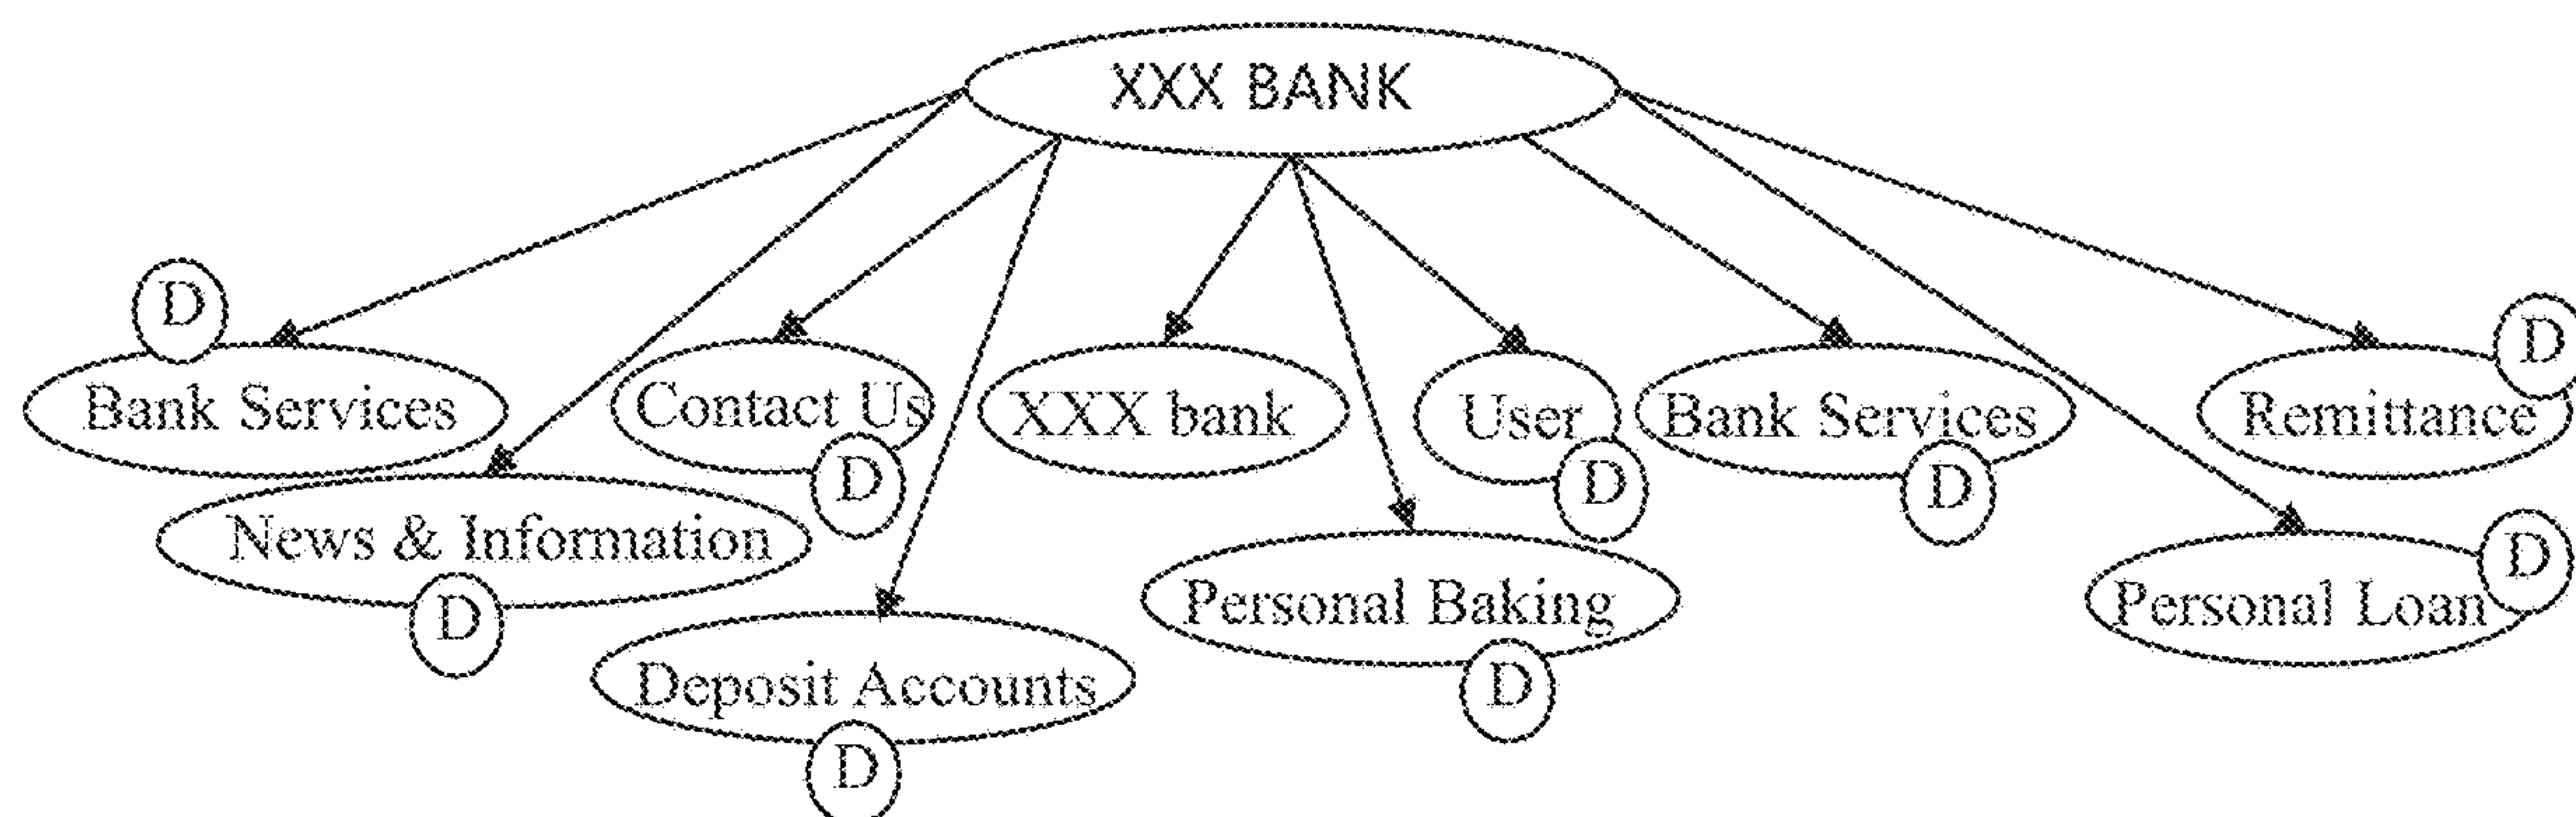 XXX BANK
D
D
Bank Services
Contact Us
XXX bank
User
Bank Services
Remittance
D
D
D
News & Information
D
Personal Baking
Personal Loan
D
D
Deposit Accounts
D
D